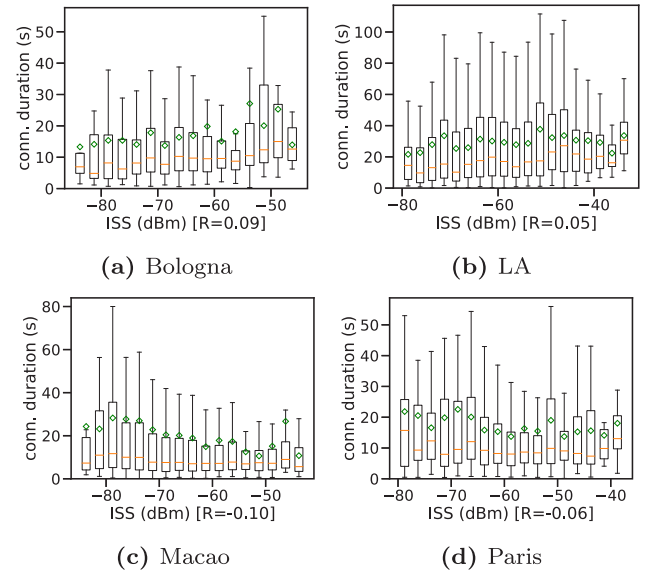 conn. duration (s)
60
50
40
30
20
10
0
−80 −70 −60 −50
ISS (dBm) [R=0.09]
(a) Bologna
conn. duration (s)
100
80
60
40
20
0
−80 −60 −40
ISS (dBm) [R=0.05]
(b) LA
conn. duration (s)
80
60
40
20
0
−80 −70 −60 −50
ISS (dBm) [R=-0.10]
(c) Macao
conn. duration (s)
50
40
30
20
10
0
−80 −70 −60 −50 −40
ISS (dBm) [R=-0.06]
(d) Paris